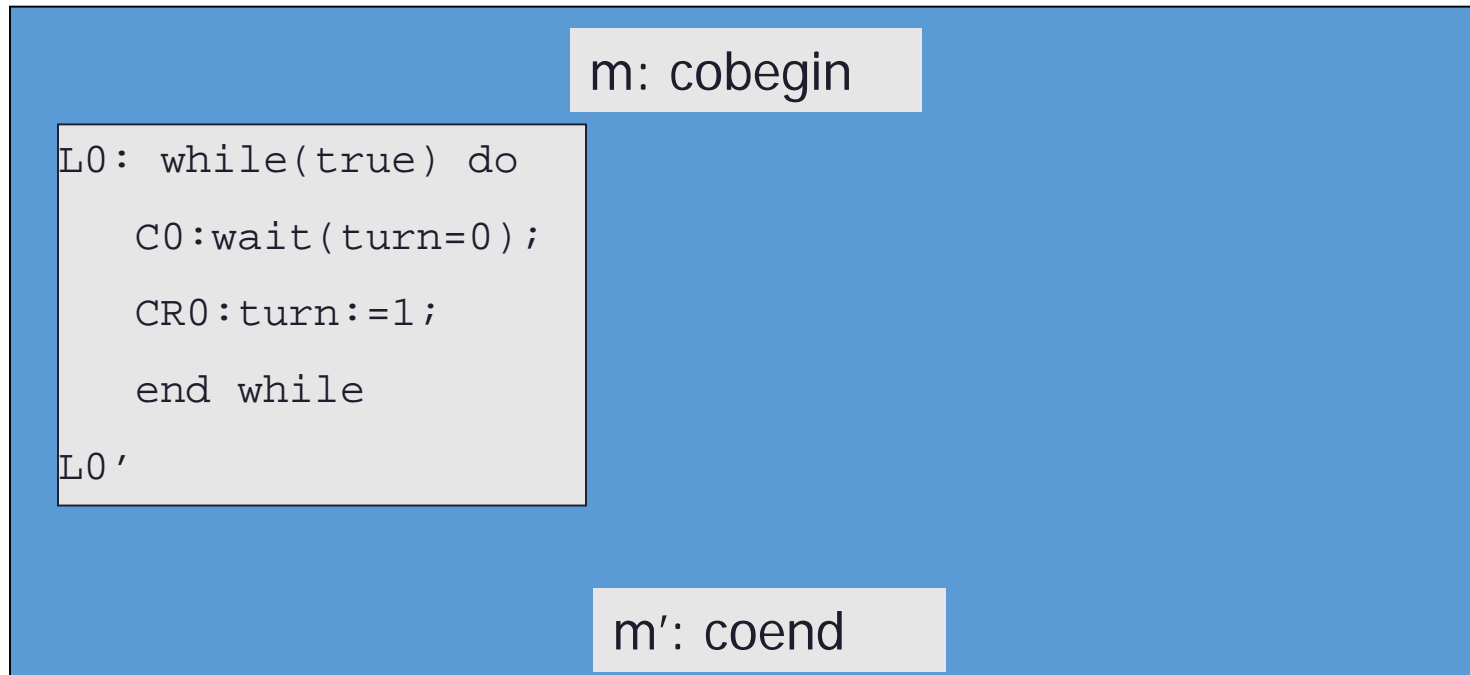 m: cobegin
L0: while(true) do
C0:wait(turn=0);
CR0:turn:=1;
end while
L0′
m′: coend